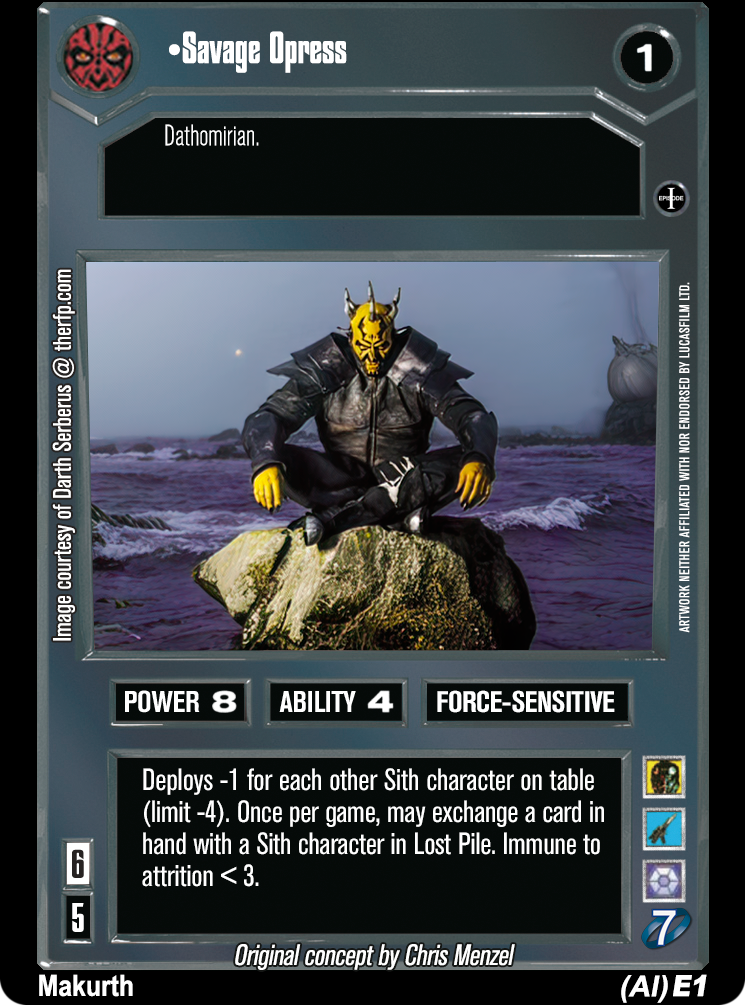 •Savage Opress
1
Dathomirian.
EPISODE
I
Image courtesy of Darth Serberus @ therfp.com
ARTWORK NEITHER AFFILIATED WITH NOR ENDORSED BY LUCASFILM LTD.
POWER 8
ABILITY 4
FORCE-SENSITIVE
Deploys -1 for each other Sith character on table
(limit -4). Once per game, may exchange a card in
hand with a Sith character in Lost Pile. Immune to
attrition < 3.
6
5
7
Original concept by Chris Menzel
Makurth
(AI) E1